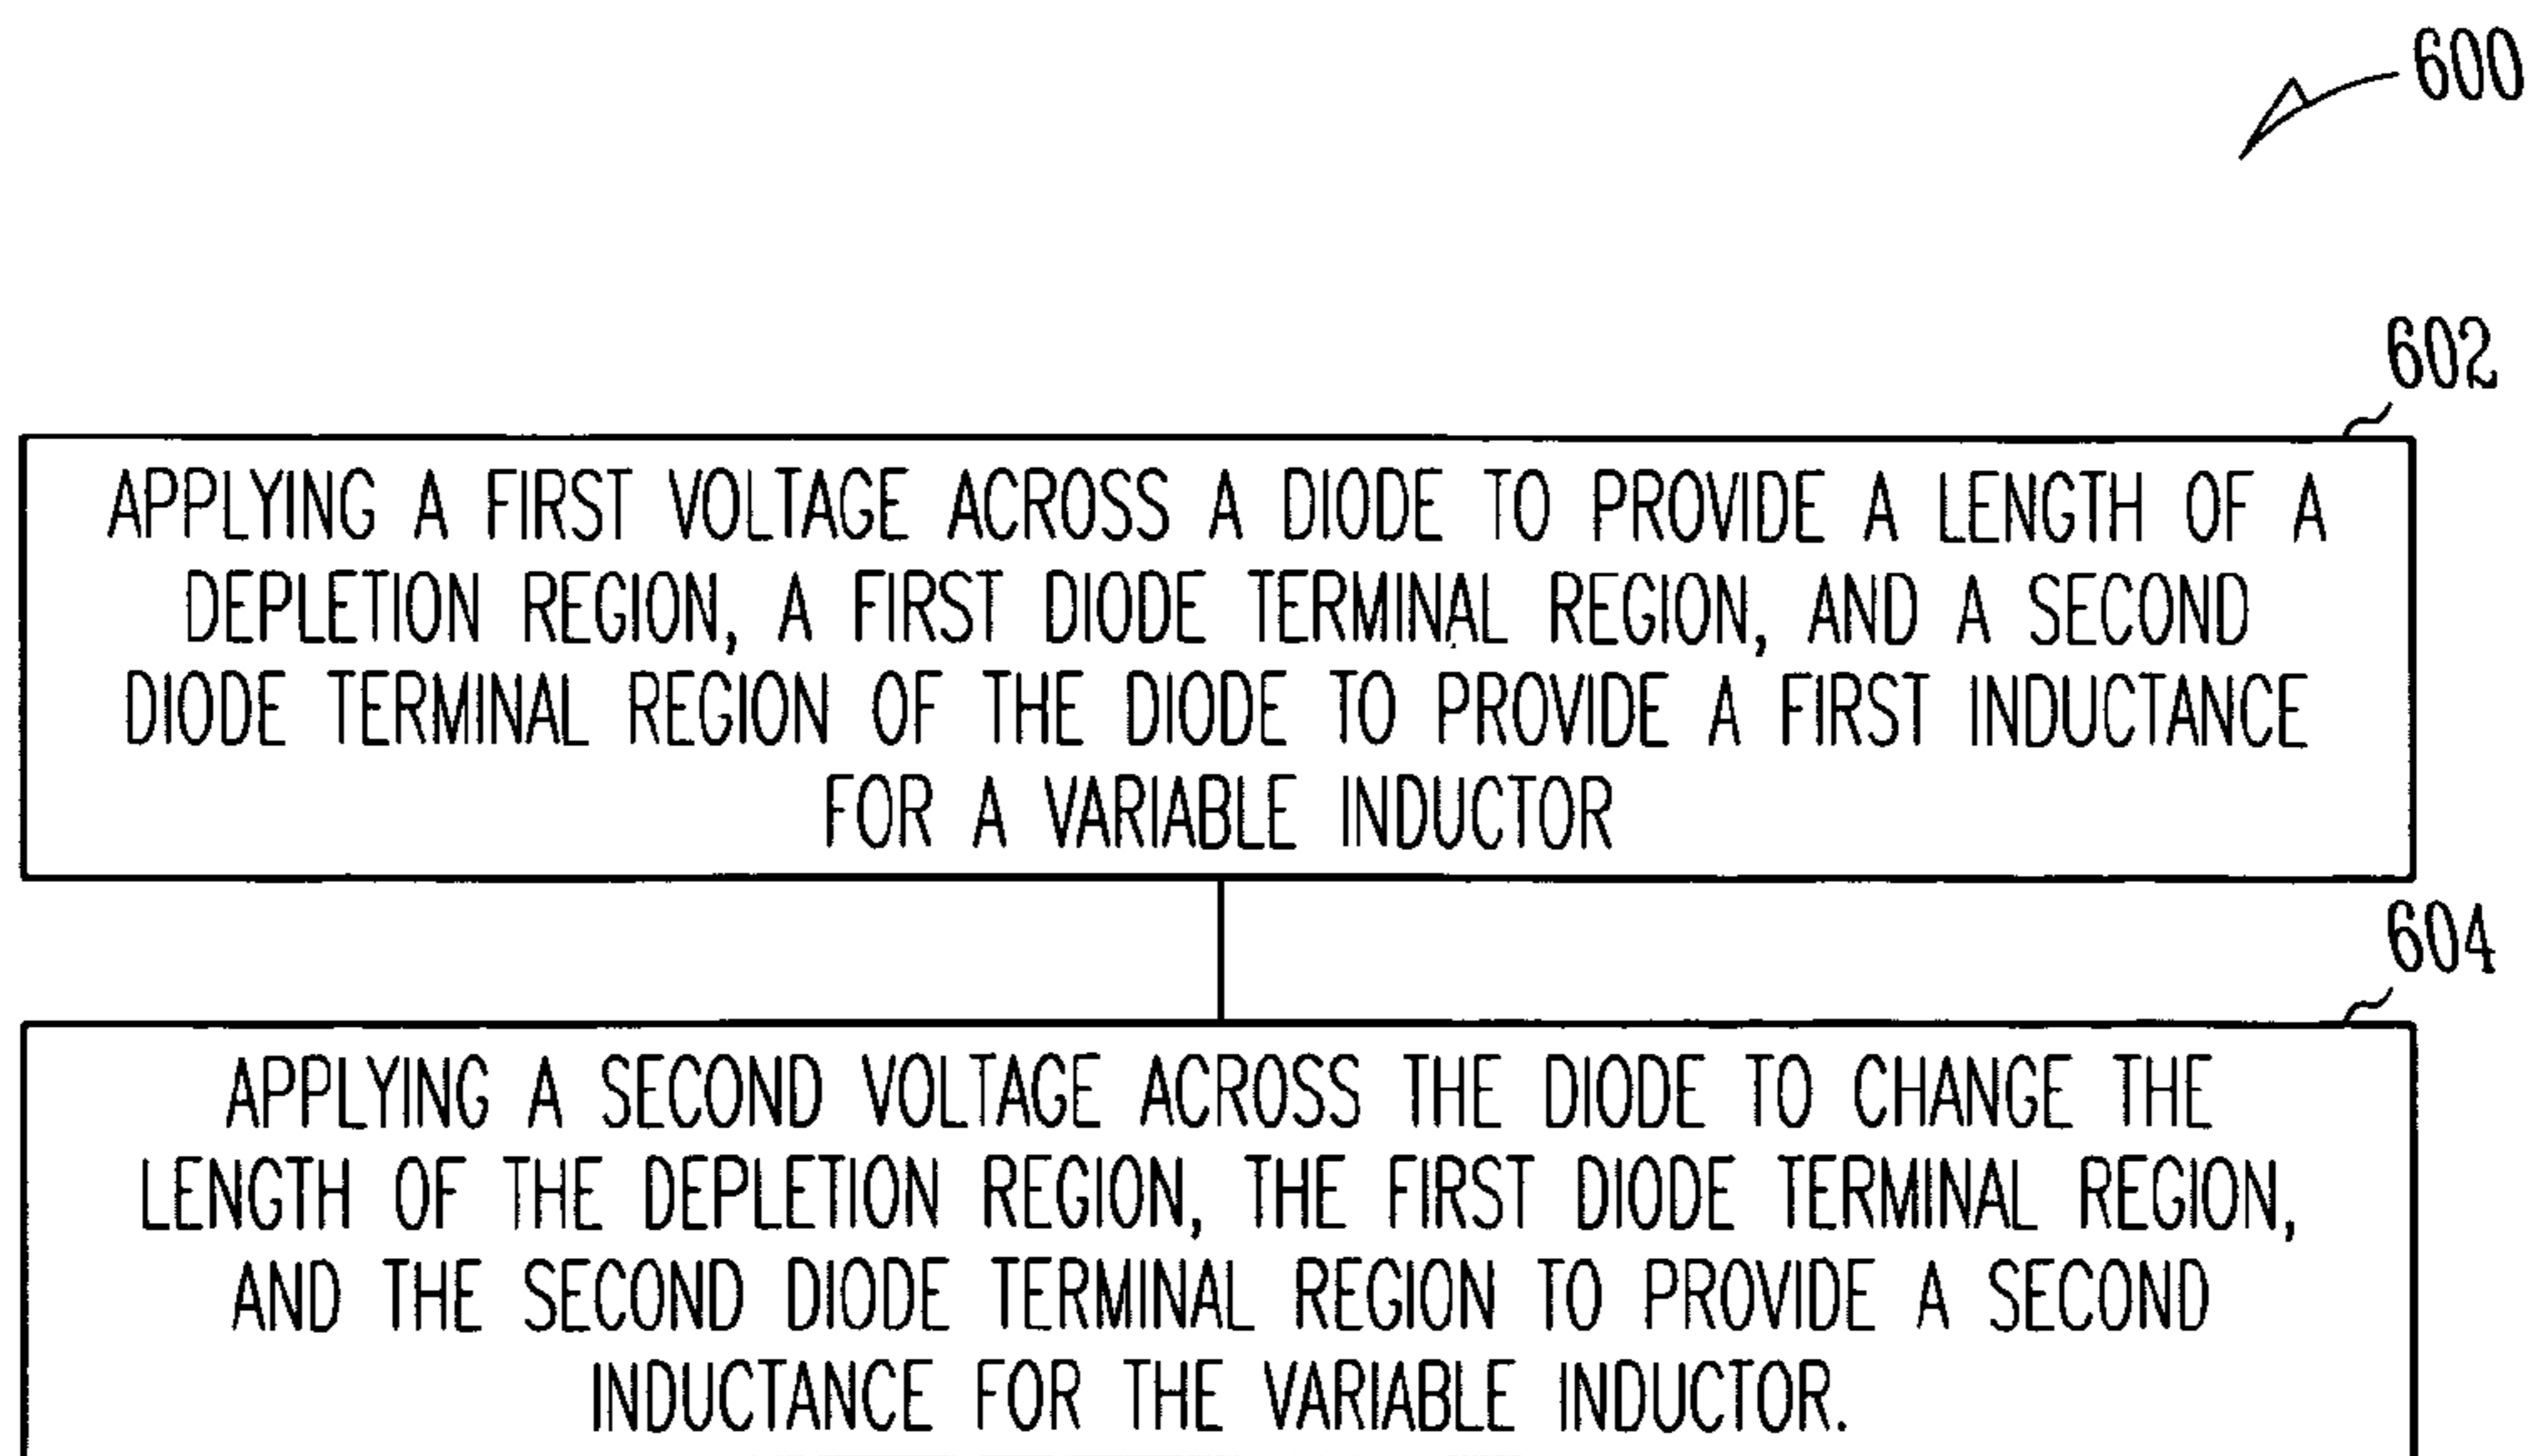 600
602
APPLYING A FIRST VOLTAGE ACROSS A DIODE TO PROVIDE A LENGTH OF A
DEPLETION REGION, A FIRST DIODE TERMINAL REGION, AND A SECOND
DIODE TERMINAL REGION OF THE DIODE TO PROVIDE A FIRST INDUCTANCE
FOR A VARIABLE INDUCTOR
604
APPLYING A SECOND VOLTAGE ACROSS THE DIODE TO CHANGE THE
LENGTH OF THE DEPLETION REGION, THE FIRST DIODE TERMINAL REGION,
AND THE SECOND DIODE TERMINAL REGION TO PROVIDE A SECOND
INDUCTANCE FOR THE VARIABLE INDUCTOR.